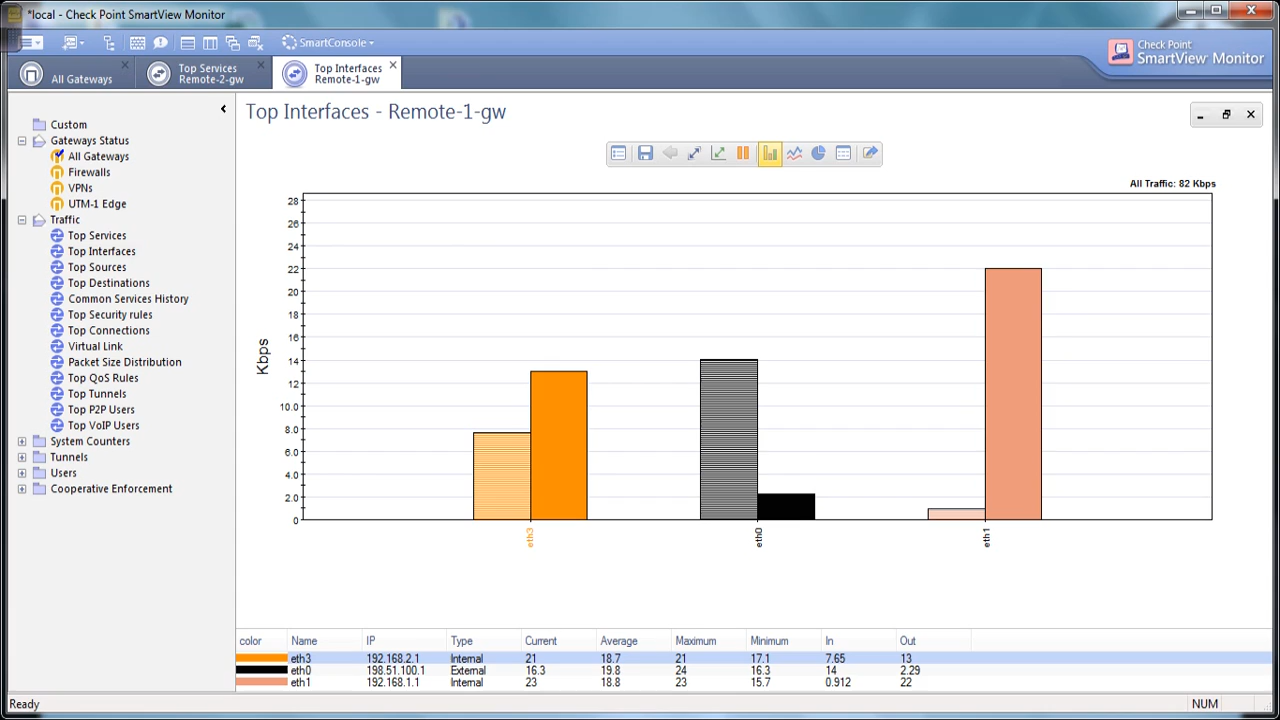 *local - Check Point SmartView Monitor
SmartConsole
Check Point
SmartView Monitor
All Gateways
Top Services
Remote-2-gw
Top Interfaces
Remote-1-gw
Custom
Gateways Status
All Gateways
Firewalls
VPNs
UTM-1 Edge
Traffic
Top Services
Top Interfaces
Top Sources
Top Destinations
Common Services History
Top Security rules
Top Connections
Virtual Link
Packet Size Distribution
Top QoS Rules
Top Tunnels
Top P2P Users
Top VoIP Users
System Counters
Tunnels
Users
Cooperative Enforcement
Top Interfaces - Remote-1-gw
All Traffic: 82 Kbps
Kbps
28
26
24
22
20
18
16
14
12
10.0
8.0
6.0
4.0
2.0
0
eth3
eth0
eth1
color Name IP Type Current Average Maximum Minimum In Out
eth3 192.168.2.1 Internal 21 18.7 21 17.1 7.65 13
eth0 198.51.100.1 External 16.3 19.8 24 16.3 14 2.29
eth1 192.168.1.1 Internal 23 18.8 23 15.7 0.912 22
Ready
NUM